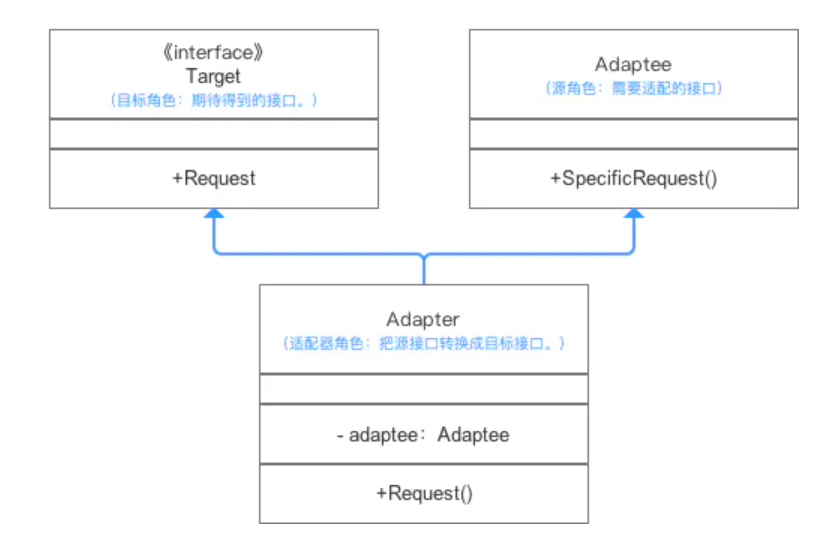 《interface》
Target
（目标角色：期待得到的接口。）
+Request
Adaptee
（源角色：需要适配的接口）
+SpecificRequest()
Adapter
（适配器角色：把源接口转换成目标接口。）
- adaptee：Adaptee
+Request()